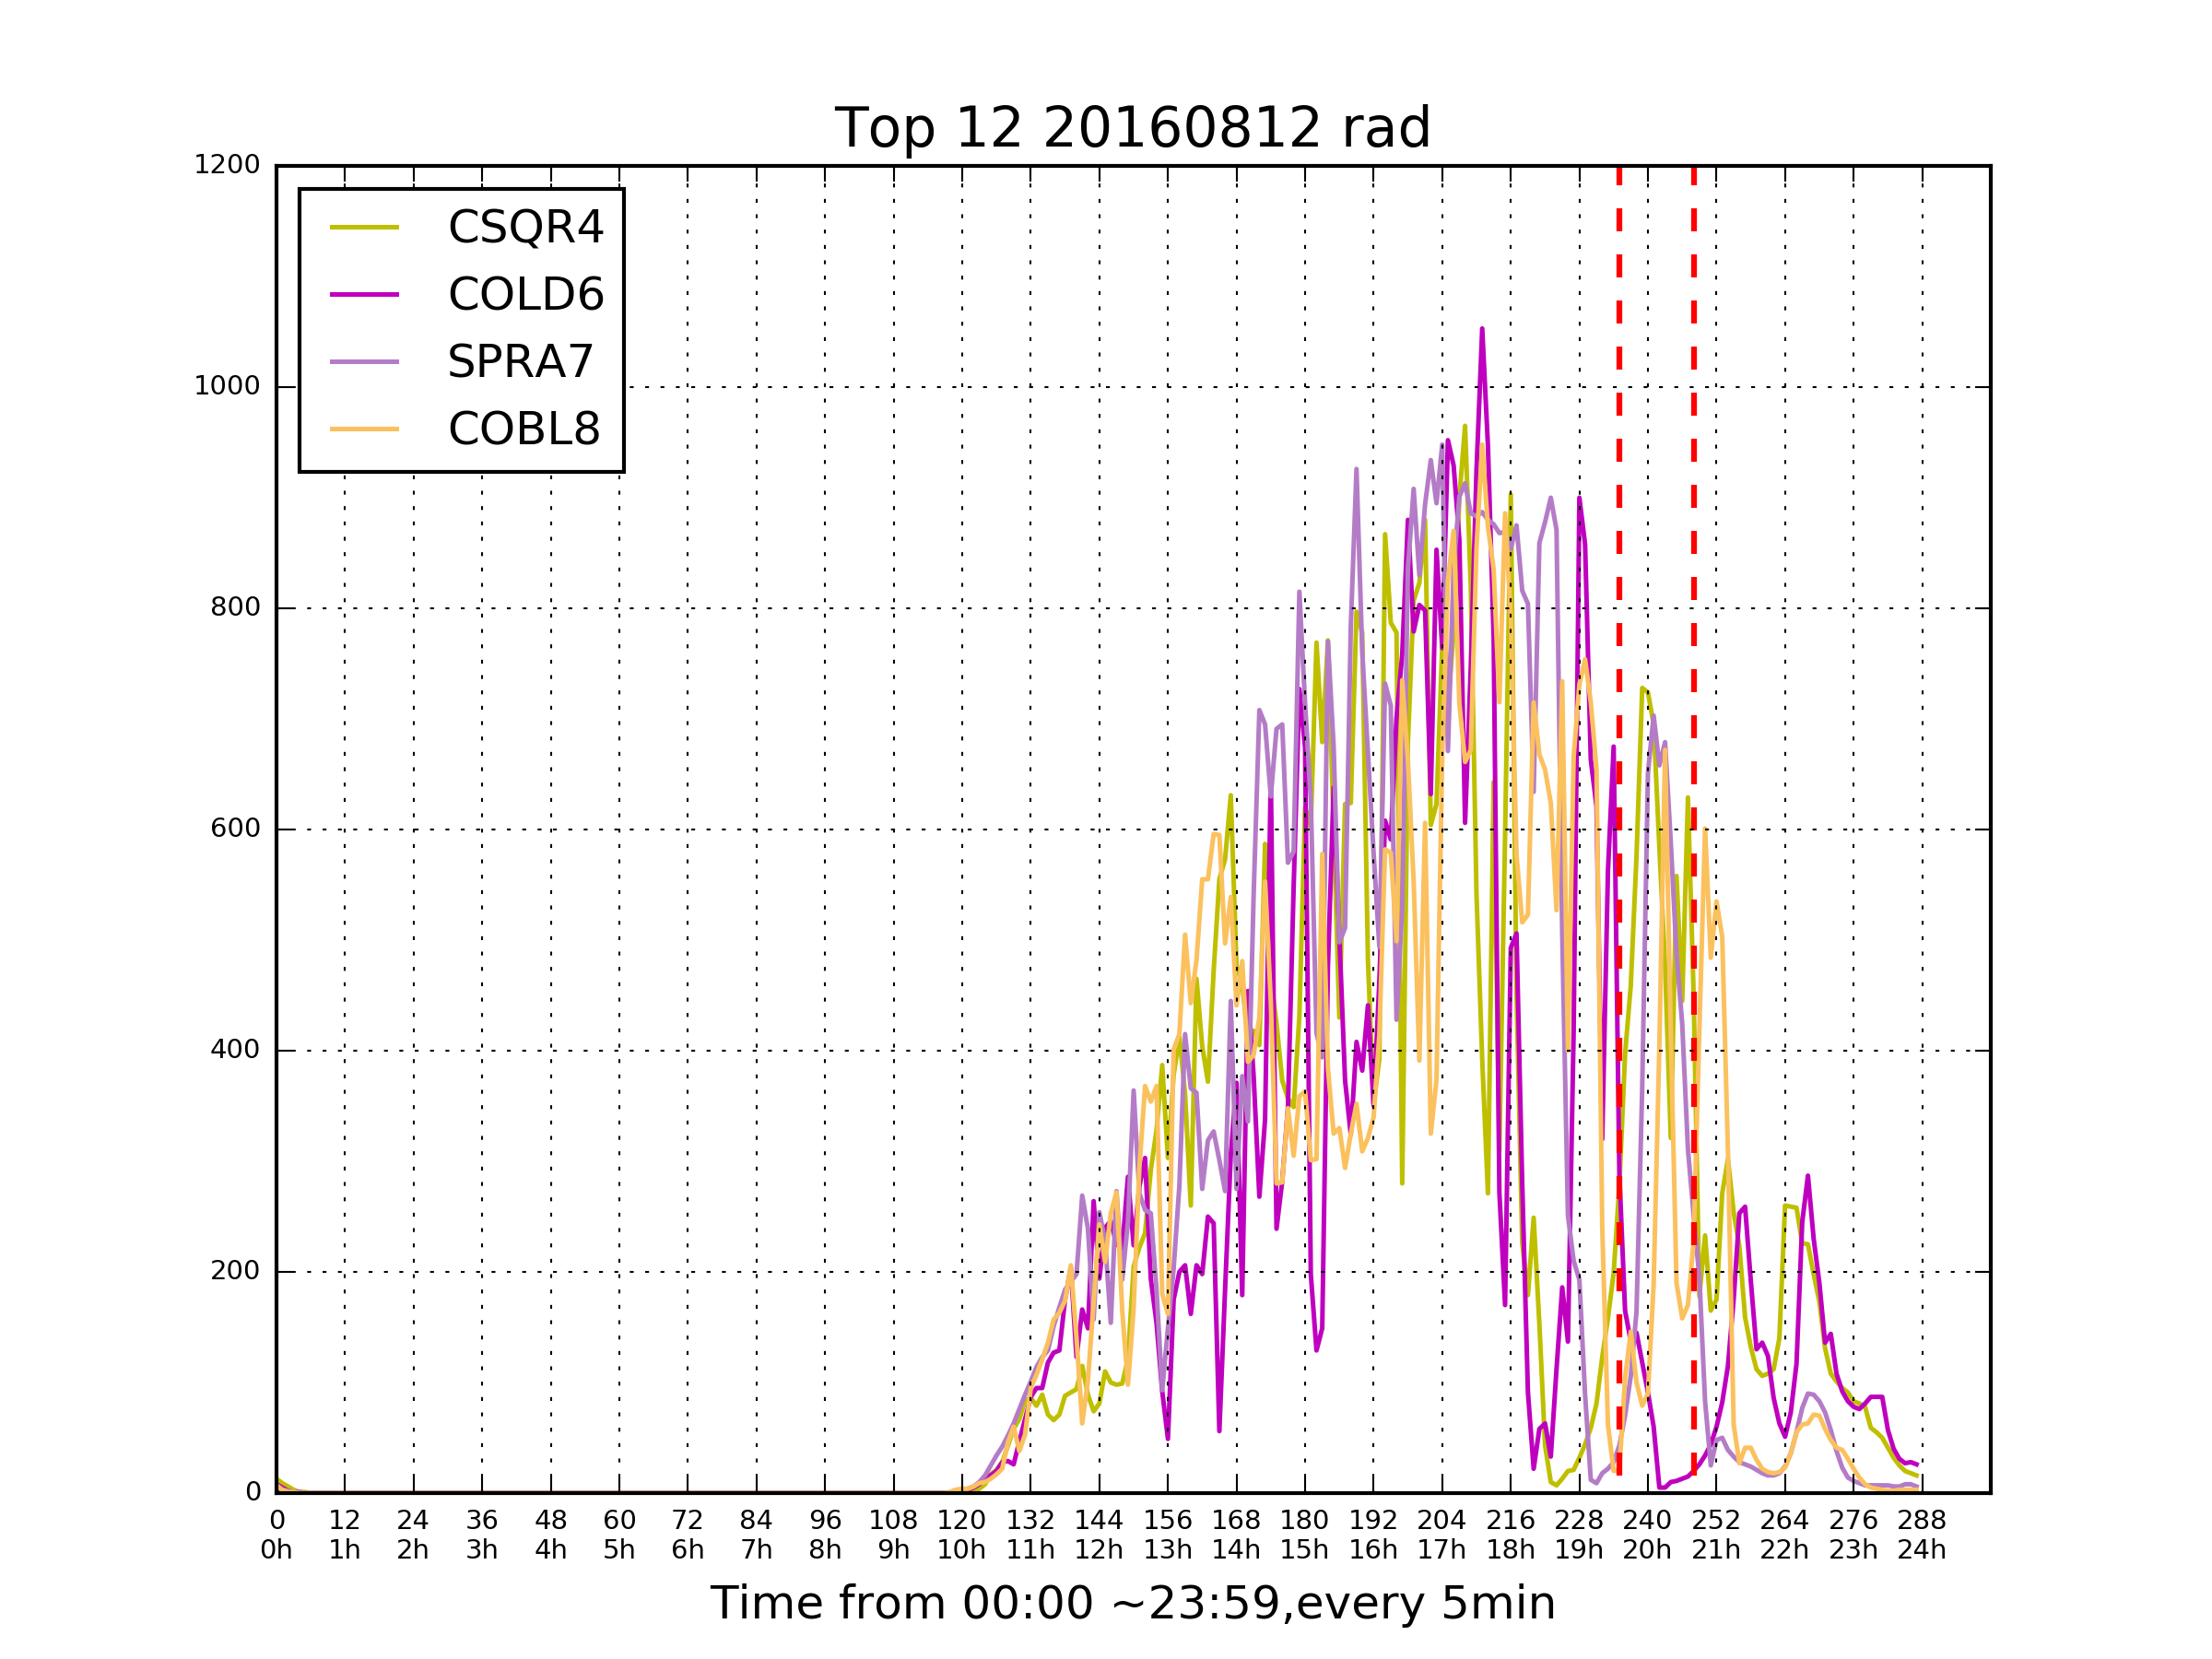 Top 12 20160812 rad
1200
1000
800
600
400
200
0
CSQR4
COLD6
SPRA7
COBL8
0 12 24 36 48 60 72 84 96 108 120 132 144 156 168 180 192 204 216 228 240 252 264 276 288
0h 1h 2h 3h 4h 5h 6h 7h 8h 9h 10h 11h 12h 13h 14h 15h 16h 17h 18h 19h 20h 21h 22h 23h 24h
Time from 00:00 ~23:59,every 5min